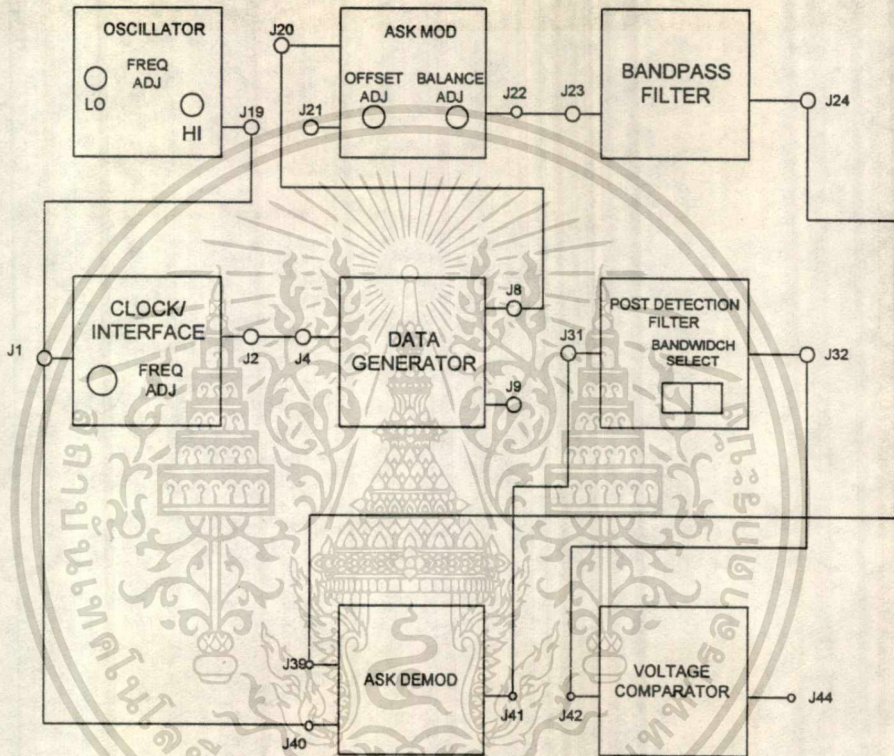 OSCILLATOR
FREQ
ADJ
LO
HI
J19
J20
J21
ASK MOD
OFFSET
ADJ
BALANCE
ADJ
J22
J23
BANDPASS
FILTER
J24
J1
CLOCK/
INTERFACE
FREQ
ADJ
J2
J4
DATA
GENERATOR
J8
J9
J31
POST DETECTION
FILTER
BANDWIDCH
SELECT
J32
J39
J40
ASK DEMOD
J41
J42
VOLTAGE
COMPARATOR
J44